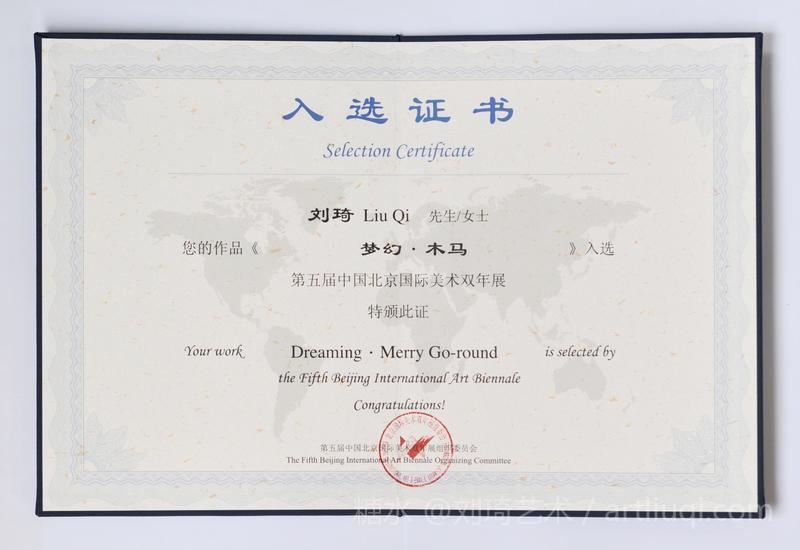 入选证书
Selection Certificate
刘琦 Liu Qi 先生/女士
您的作品《 梦幻·木马 》入选
第五届中国北京国际美术双年展
特颁此证
Your work Dreaming · Merry Go-round is selected by
the Fifth Beijing International Art Biennale
Congratulations!
第五届中国北京国际美术双年展组织委员会
The Fifth Beijing International Art Biennale Organizing Committee
糖水 @刘琦艺术 / artliuqi.com